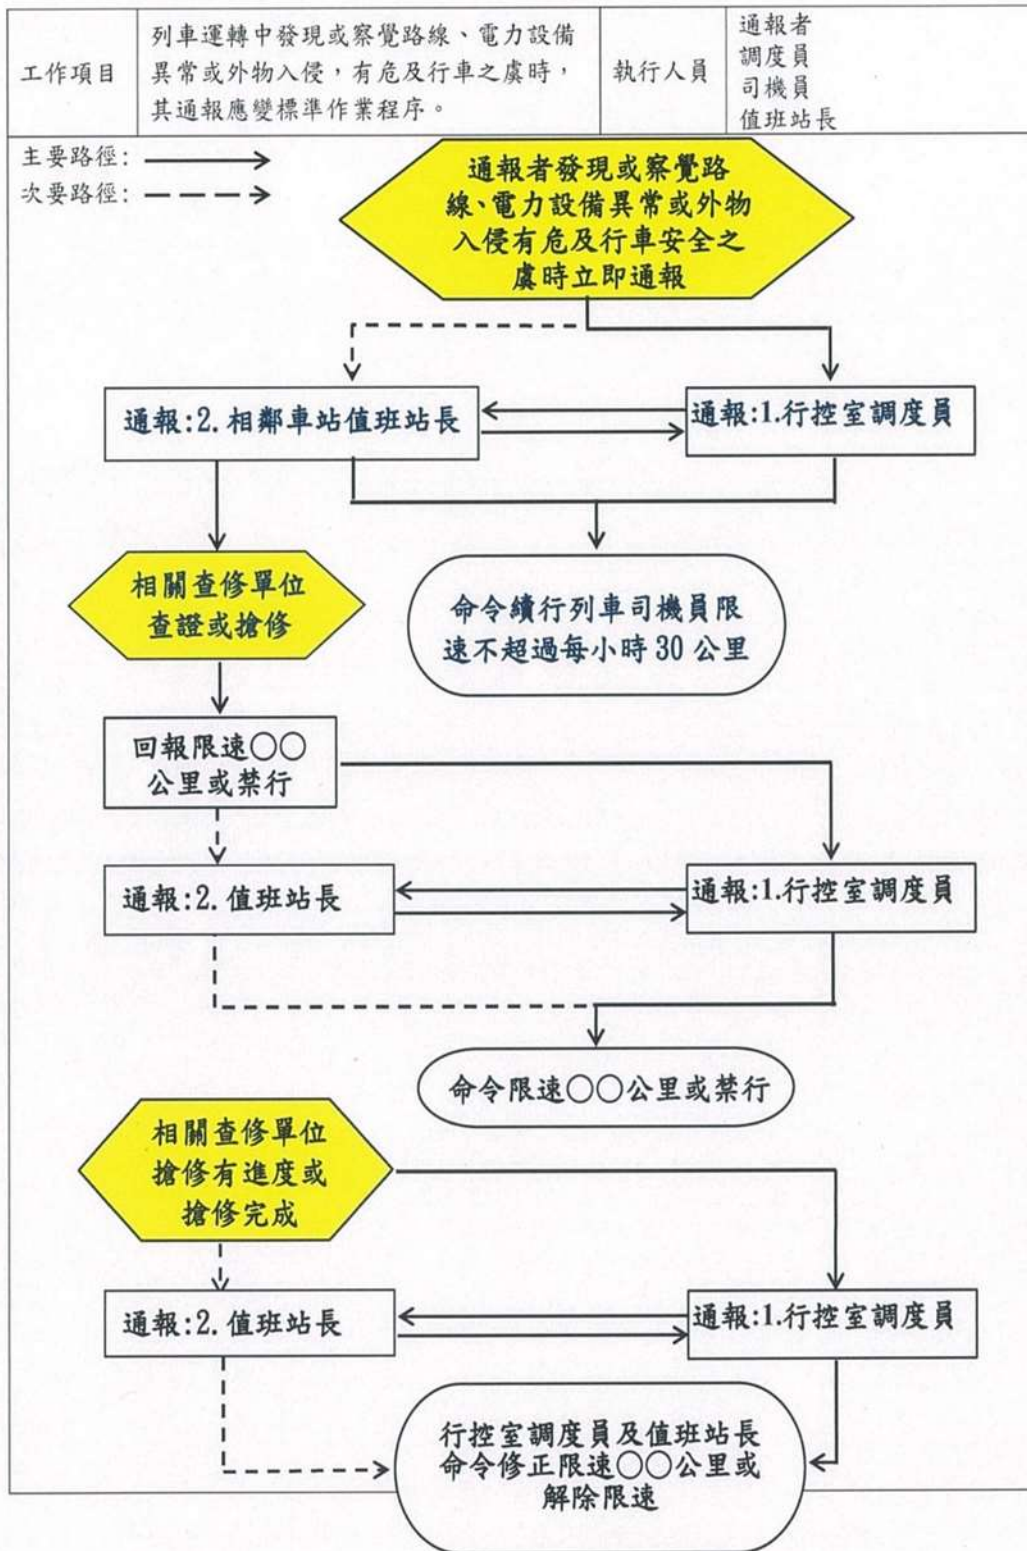 工作項目
列車運轉中發現或察覺路線、電力設備
異常或外物入侵，有危及行車之虞時，
其通報應變標準作業程序。
執行人員
通報者
調度員
司機員
值班站長
主要路徑:
次要路徑:
通報者發現或察覺路
線、電力設備異常或外物
入侵有危及行車安全之
虞時立即通報
通報:2.相鄰車站值班站長
通報:1.行控室調度員
相關查修單位
查證或搶修
命令續行列車司機員限
速不超過每小時30公里
回報限速○○
公里或禁行
通報:2.值班站長
通報:1.行控室調度員
命令限速○○公里或禁行
相關查修單位
搶修有進度或
搶修完成
通報:2.值班站長
通報:1.行控室調度員
行控室調度員及值班站長
命令修正限速○○公里或
解除限速